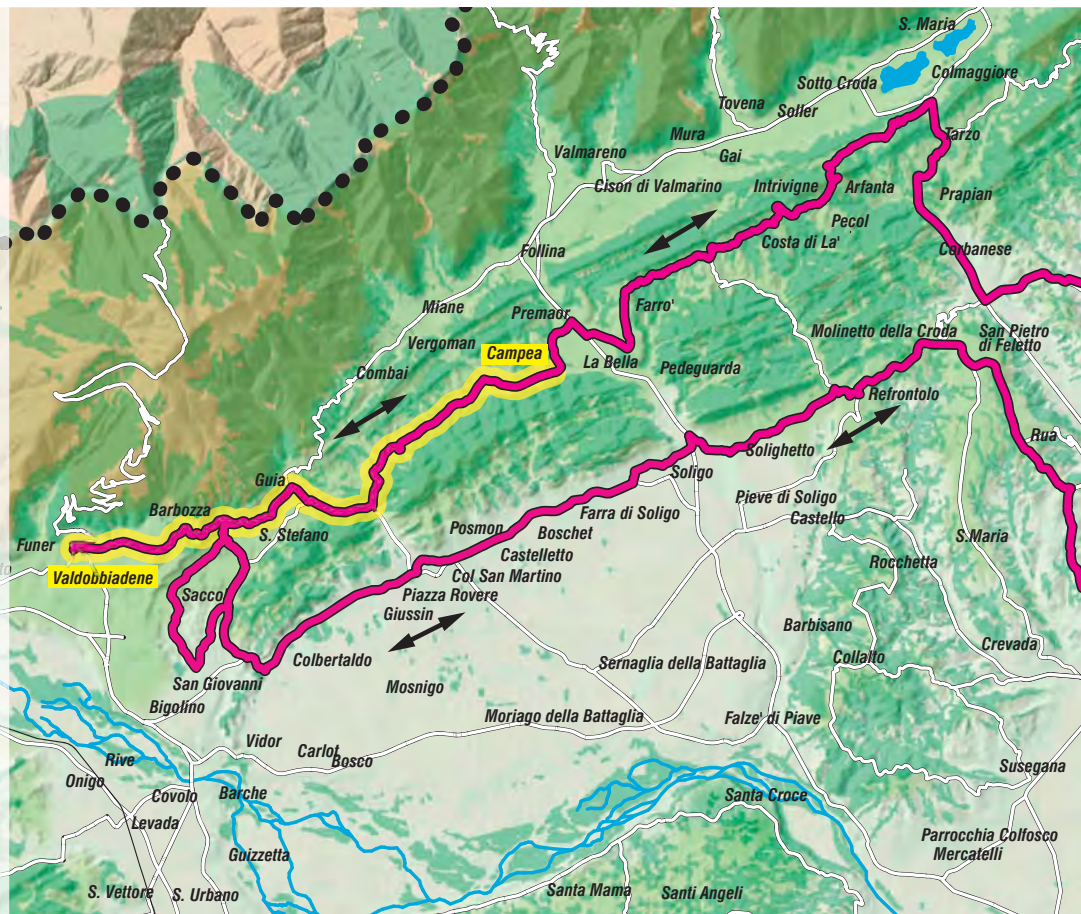 S. Maria
Sotto Croda
Colmaggiore
Tovena
Soller
Mura
Tarzo
Valmareno
Gai
Cison di Valmarino
Intrivigne
Arfanta
Prapian
Pecol
Costa di La'
Corbanese
Follina
Miane
Farro'
Premaor
Molinetto della Croda
San Pietro
di Feletto
Vergoman
Campea
La Bella
Pedeguarda
Combai
Refrontolo
Rua
Solighetto
Guia
Soligo
Pieve di Soligo
Barbozza
Farra di Soligo
Castello
S. Stefano
Posmon
Boschet
S.Maria
Funer
Castelletto
Rocchetta
Valdobbiadene
Col San Martino
Sacco
Piazza Rovere
Giussin
Barbisano
Crevada
Colbertaldo
Sernaglia della Battaglia
Collalto
San Giovanni
Mosnigo
Bigolino
Moriago della Battaglia
Falze' di Piave
Vidor
Carlot
Bosco
Rive
Susegana
Onigo
Covolo
Barche
Santa Croce
Levada
Parrocchia Colfosco
Guizzetta
Mercatelli
S. Vettore
S. Urbano
Santa Mama
Santi Angeli